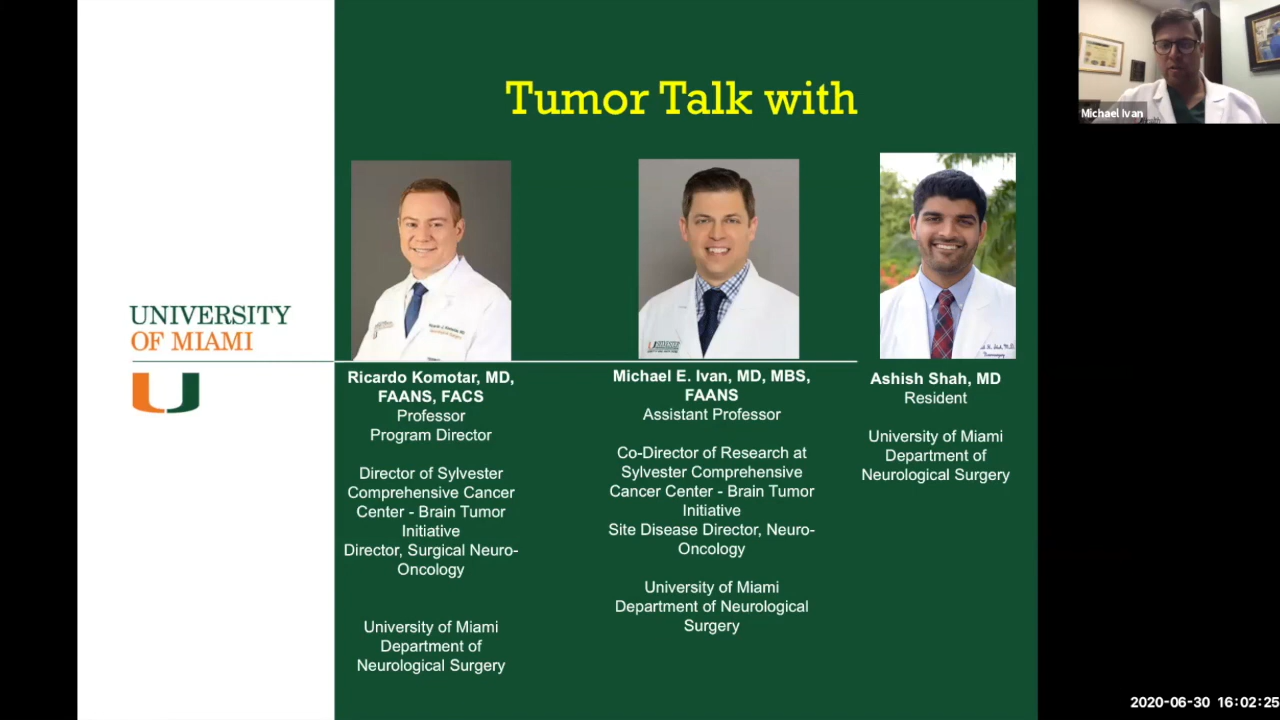 Tumor Talk with
Michael Ivan
UNIVERSITY
OF MIAMI
Ricardo Komotar, MD,
FAANS, FACS
Professor
Program Director
Director of Sylvester
Comprehensive Cancer
Center - Brain Tumor
Initiative
Director, Surgical Neuro-
Oncology
University of Miami
Department of
Neurological Surgery
Michael E. Ivan, MD, MBS,
FAANS
Assistant Professor
Co-Director of Research at
Sylvester Comprehensive
Cancer Center - Brain Tumor
Initiative
Site Disease Director, Neuro-
Oncology
University of Miami
Department of Neurological
Surgery
Ashish Shah, MD
Resident
University of Miami
Department of
Neurological Surgery
2020-06-30 16:02:25